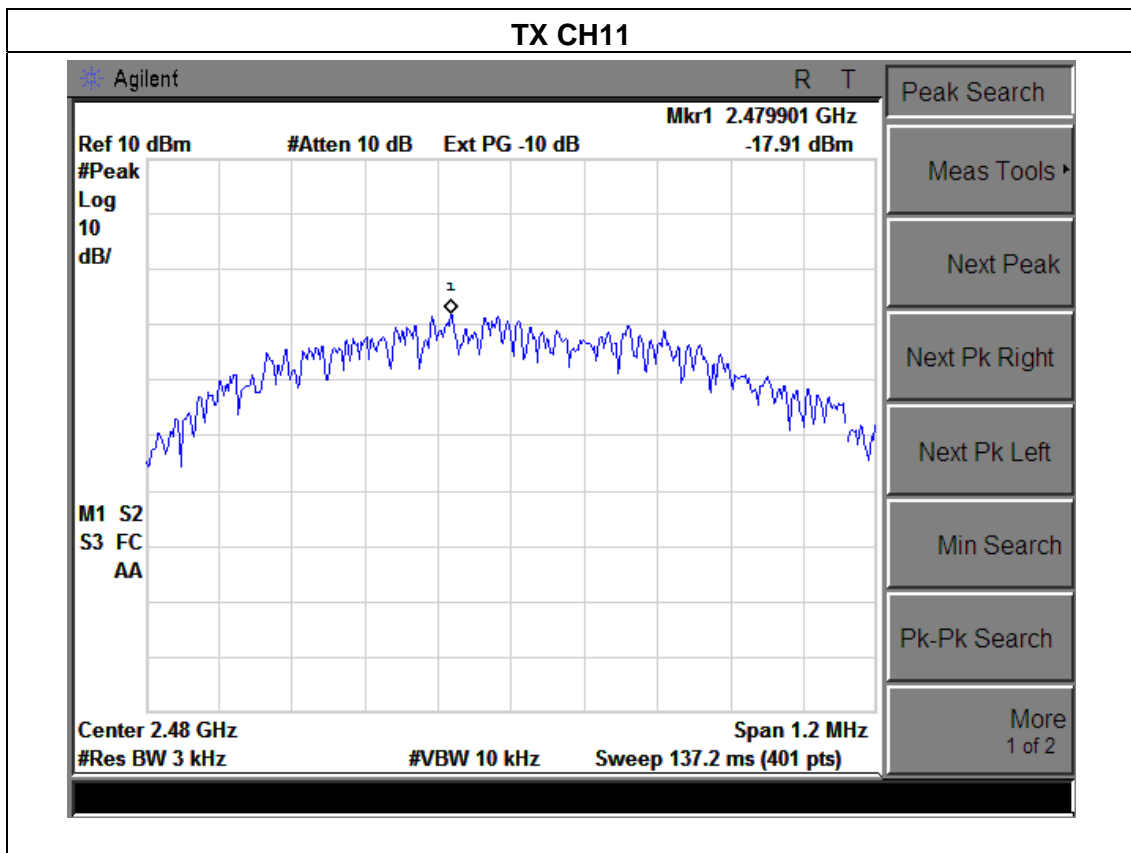 TX CH11
Agilent R T
Peak Search
Mkr1 2.479901 GHz
Ref 10 dBm #Atten 10 dB Ext PG -10 dB -17.91 dBm
#Peak
Log
10
dB/
1
M1 S2
S3 FC
AA
Center 2.48 GHz Span 1.2 MHz
#Res BW 3 kHz #VBW 10 kHz Sweep 137.2 ms (401 pts)
Meas Tools
Next Peak
Next Pk Right
Next Pk Left
Min Search
Pk-Pk Search
More
1 of 2